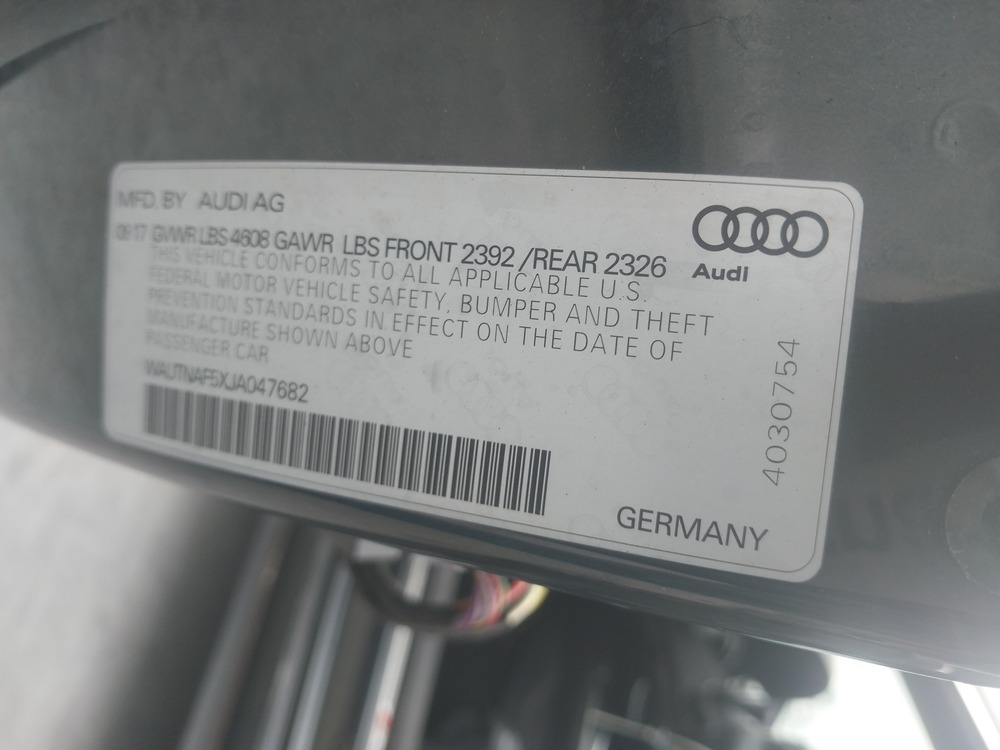 MFD. BY AUDI AG
08 17 GVWR LBS 4608 GAWR LBS FRONT 2392 /REAR 2326
THIS VEHICLE CONFORMS TO ALL APPLICABLE U.S.
FEDERAL MOTOR VEHICLE SAFETY, BUMPER AND THEFT
PREVENTION STANDARDS IN EFFECT ON THE DATE OF
MANUFACTURE SHOWN ABOVE
PASSENGER CAR
WAUTNAF5XJA047682
Audi
4030754
GERMANY